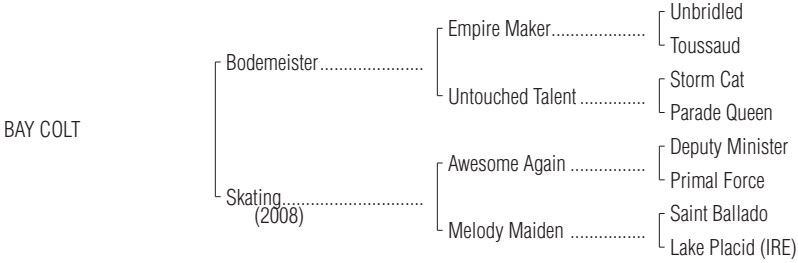 Unbridled
Empire Maker....................
Toussaud
Bodemeister......................
Storm Cat
Untouched Talent ..............
Parade Queen
BAY COLT
Deputy Minister
Awesome Again ................
Primal Force
Skating..............................
(2008)
Saint Ballado
Melody Maiden ................
Lake Placid (IRE)